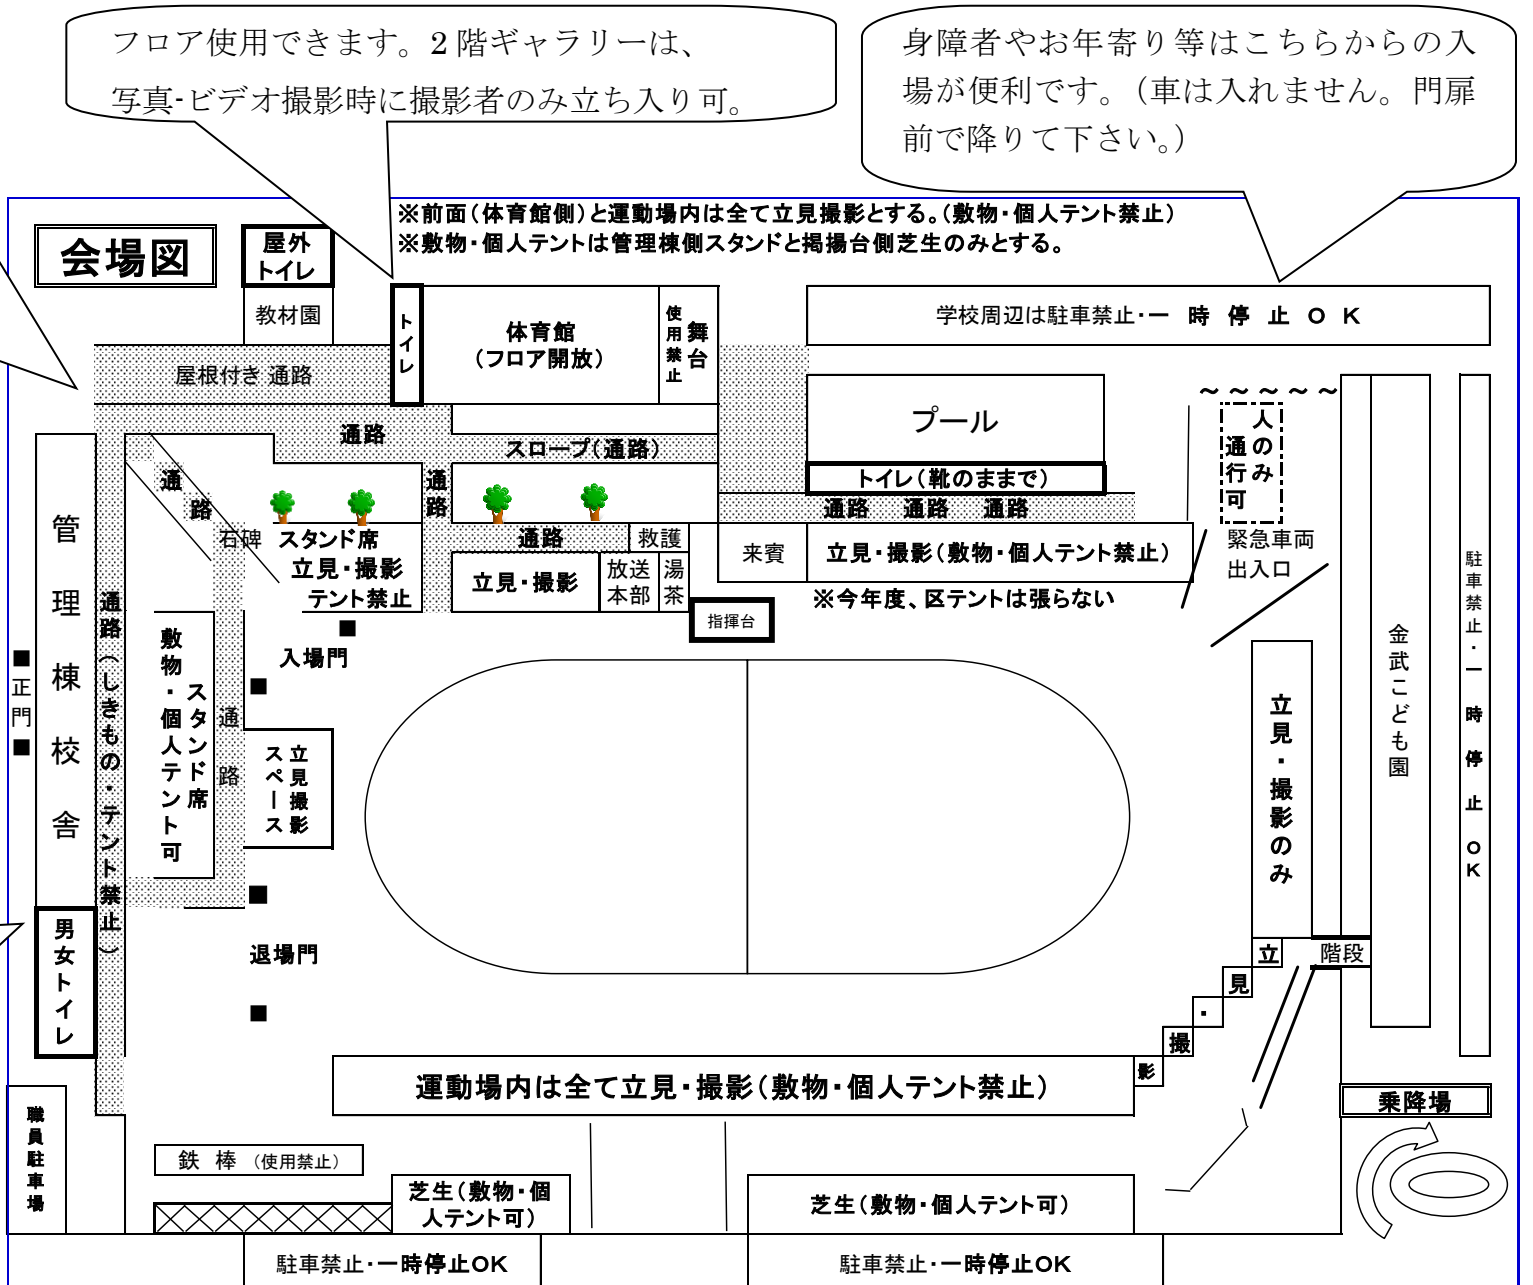 フロア使用できます。2階ギャラリーは、
写真-ビデオ撮影時に撮影者のみ立ち入り可。
身障者やお年寄り等はこちらからの入
場が便利です。（車は入れません。門扉
前で降りて下さい。）
※前面（体育館側）と運動場内は全て立見撮影とする。（敷物・個人テント禁止）
※敷物・個人テントは管理棟側スタンドと掲揚台側芝生のみとする。
会場図
屋外
トイレ
教材園
トイレ
体育館
（フロア開放）
使用禁止
舞台
学校周辺は駐車禁止・一 時 停 止 O K
屋根付き 通路
通路
スロープ（通路）
プール
トイレ（靴のままで）
～～～～～
人のみ
通行可
通路
通路
通路 通路 通路
石碑
スタンド席
立見・撮影
テント禁止
通路
救護
立見・撮影
放送
本部
湯茶
来賓
立見・撮影（敷物・個人テント禁止）
緊急車両
出入口
※今年度、区テントは張らない
指揮台
管理棟校舎
通路（しきもの・テント禁止）
■正門■
スタンド席
敷物・個人テント可
通路
■
入場門
■
立見撮影
スペース
立見・撮影のみ
金武こども園
駐車禁止・一時停止OK
■
退場門
■
男女トイレ
立
見
・
撮
影
階段
運動場内は全て立見・撮影（敷物・個人テント禁止）
乗降場
職員駐車場
鉄 棒 （使用禁止）
芝生（敷物・個
人テント可）
芝生（敷物・個人テント可）
駐車禁止・一時停止OK
駐車禁止・一時停止OK